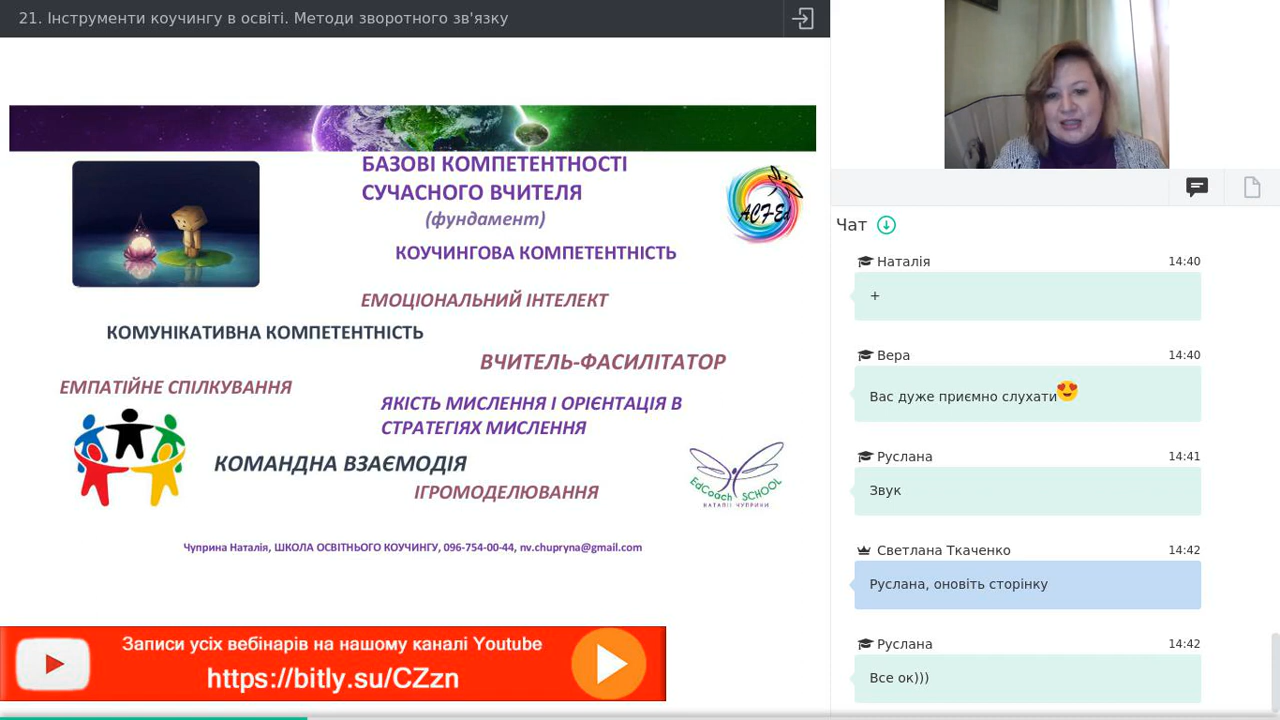 21. Інструменти коучингу в освіті. Методи зворотного зв'язку
БАЗОВІ КОМПЕТЕНТНОСТІ
СУЧАСНОГО ВЧИТЕЛЯ
(фундамент)
ACF-Ed
КОУЧИНГОВА КОМПЕТЕНТНІСТЬ
ЕМОЦІОНАЛЬНИЙ ІНТЕЛЕКТ
КОМУНІКАТИВНА КОМПЕТЕНТНІСТЬ
ВЧИТЕЛЬ-ФАСИЛІТАТОР
ЕМПАТІЙНЕ СПІЛКУВАННЯ
ЯКІСТЬ МИСЛЕННЯ І ОРІЄНТАЦІЯ В
СТРАТЕГІЯХ МИСЛЕННЯ
КОМАНДНА ВЗАЄМОДІЯ
ІГРОМОДЕЛЮВАННЯ
EdCoach SCHOOL
НАТАЛІЇ ЧУПРИНИ
Чуприна Наталія, ШКОЛА ОСВІТНЬОГО КОУЧИНГУ, 096-754-00-44, nv.chupryna@gmail.com
Записи усіх вебінарів на нашому каналі Youtube
https://bitly.su/CZzn
Чат
Наталія 14:40
+
Вера 14:40
Вас дуже приємно слухати
Руслана 14:41
Звук
Светлана Ткаченко 14:42
Руслана, оновіть сторінку
Руслана 14:42
Все ок)))